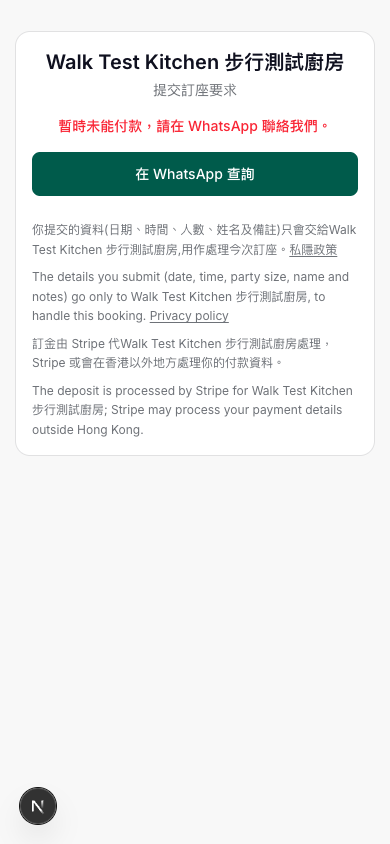 Walk Test Kitchen 步行測試廚房
提交訂座要求
暫時未能付款，請在 WhatsApp 聯絡我們。
在 WhatsApp 查詢
你提交的資料(日期、時間、人數、姓名及備註)只會交給Walk
Test Kitchen 步行測試廚房,用作處理今次訂座。私隱政策
The details you submit (date, time, party size, name and
notes) go only to Walk Test Kitchen 步行測試廚房, to
handle this booking. Privacy policy
訂金由 Stripe 代Walk Test Kitchen 步行測試廚房處理，
Stripe 或會在香港以外地方處理你的付款資料。
The deposit is processed by Stripe for Walk Test Kitchen
步行測試廚房; Stripe may process your payment details
outside Hong Kong.
N